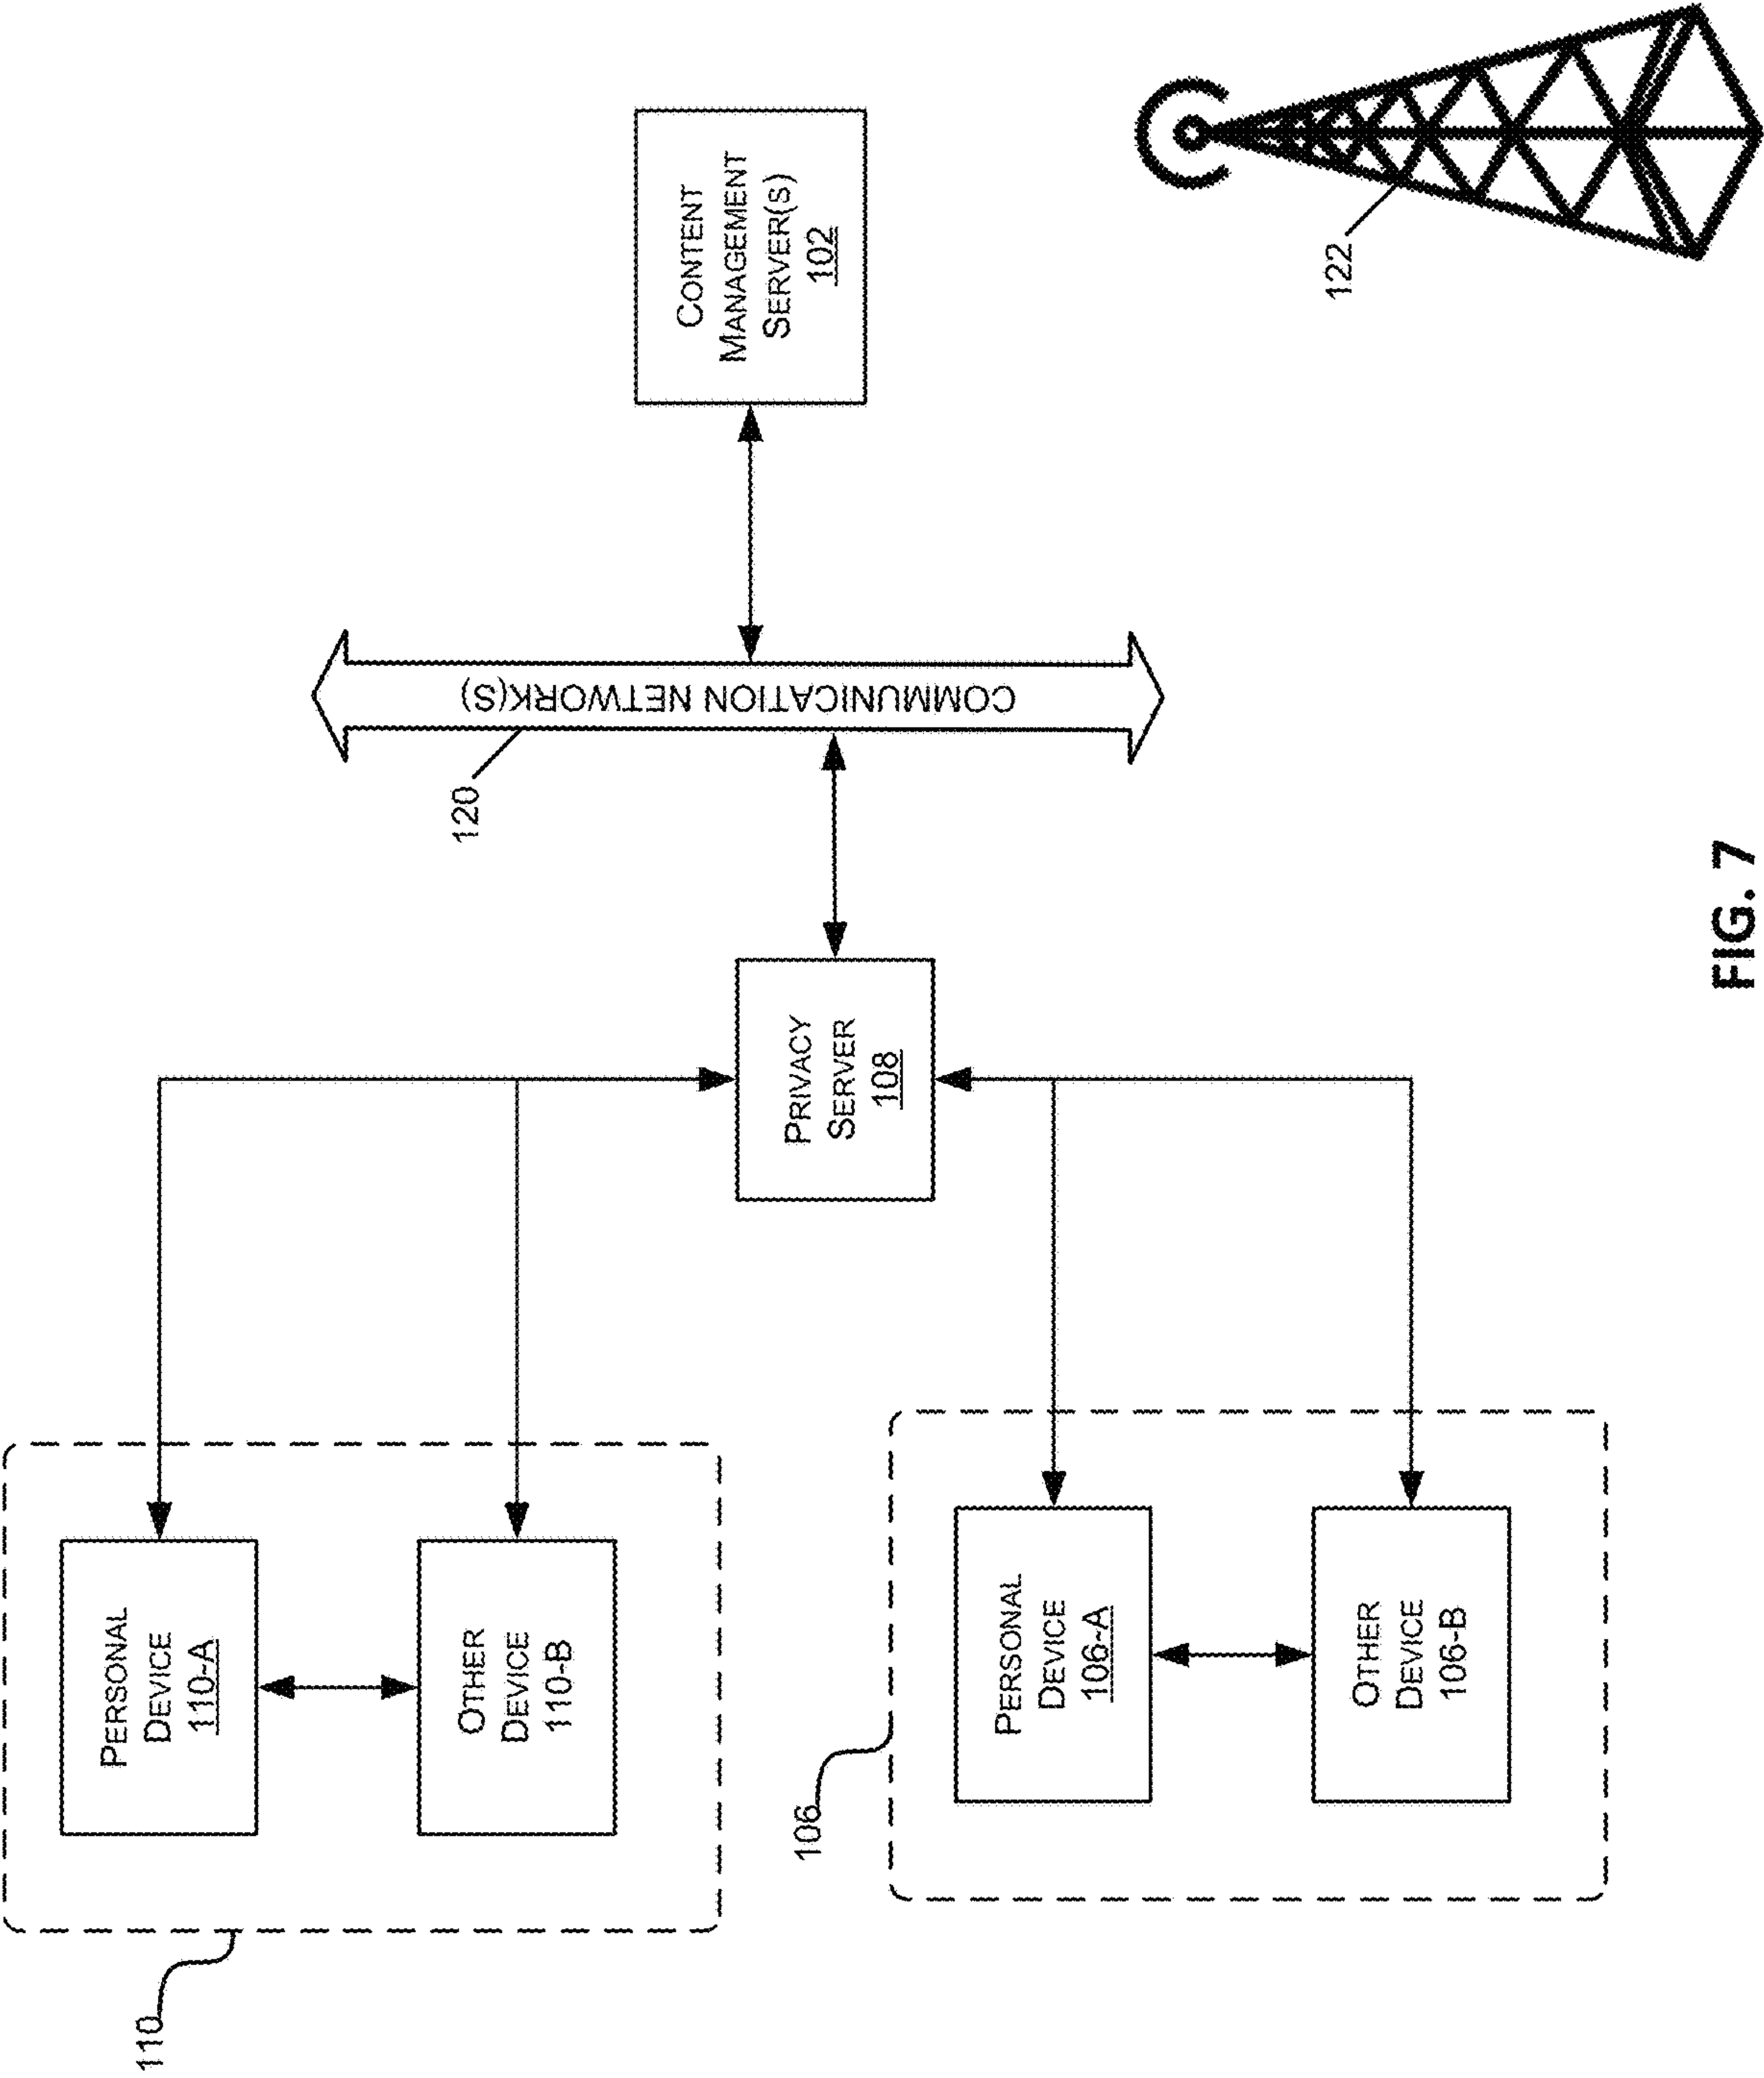 110
PERSONAL
DEVICE
110-A
OTHER
DEVICE
110-B
106
PERSONAL
DEVICE
106-A
OTHER
DEVICE
106-B
PRIVACY
SERVER
108
120
COMMUNICATION NETWORK(S)
CONTENT
MANAGEMENT
SERVER(S)
102
122
FIG. 7